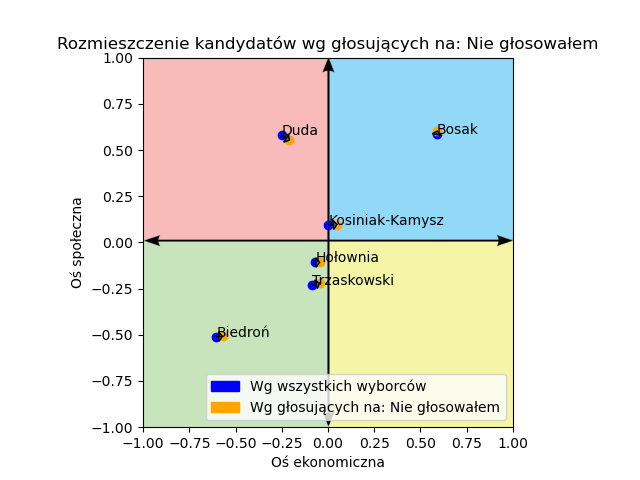 Rozmieszczenie kandydatów wg głosujących na: Nie głosowałem
1.00
0.75
0.50
0.25
0.00
−0.25
−0.50
−0.75
−1.00
Oś społeczna
Duda
Bosak
Kosiniak-Kamysz
Hołownia
Trzaskowski
Biedroń
Wg wszystkich wyborców
Wg głosujących na: Nie głosowałem
−1.00 −0.75 −0.50 −0.25 0.00 0.25 0.50 0.75 1.00
Oś ekonomiczna